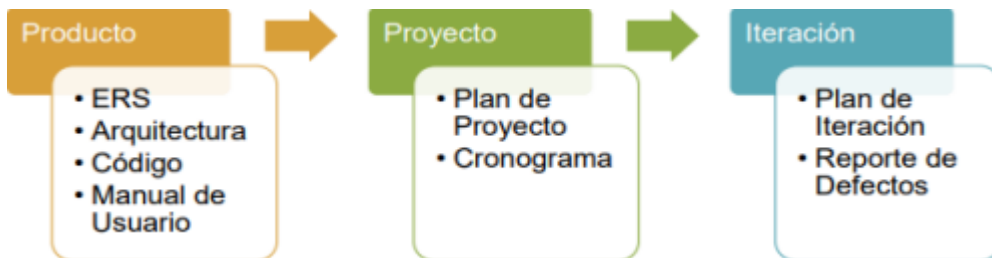 Producto
• ERS
• Arquitectura
• Código
• Manual de
Usuario
Proyecto
• Plan de
Proyecto
• Cronograma
Iteración
• Plan de
Iteración
• Reporte de
Defectos